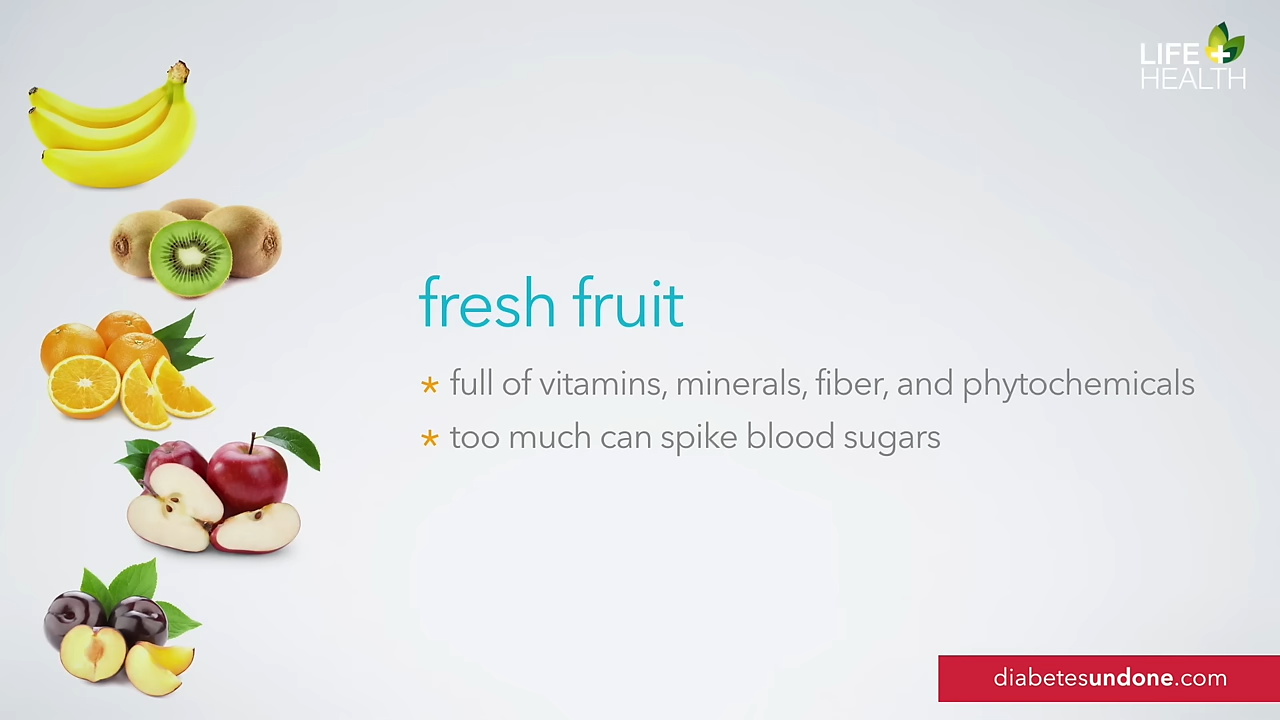 LIFE +
HEALTH
fresh fruit
* full of vitamins, minerals, fiber, and phytochemicals
* too much can spike blood sugars
diabetesundone.com